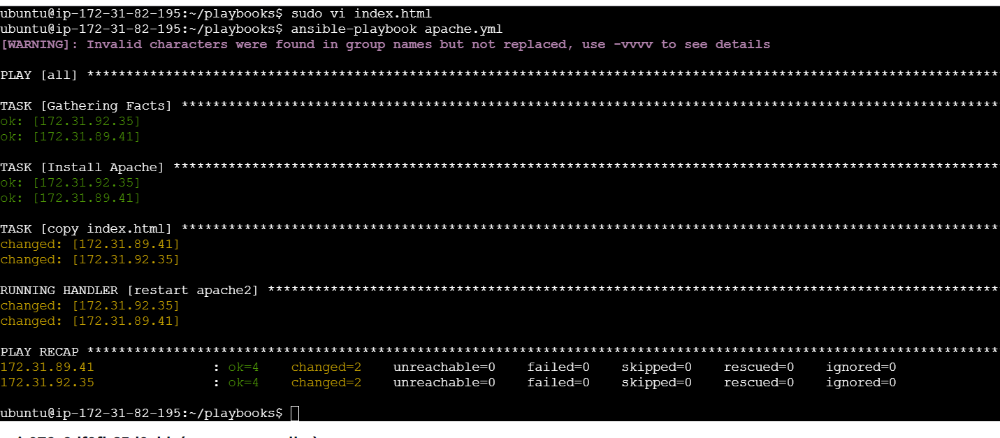 ubuntu@ip-172-31-82-195:~/playbooks$ sudo vi index.html
ubuntu@ip-172-31-82-195:~/playbooks$ ansible-playbook apache.yml
[WARNING]: Invalid characters were found in group names but not replaced, use -vvvv to see details
PLAY [all] ********************************************************************************************************************
TASK [Gathering Facts] ********************************************************************************************************
ok: [172.31.92.35]
ok: [172.31.89.41]
TASK [Install Apache] *********************************************************************************************************
ok: [172.31.92.35]
ok: [172.31.89.41]
TASK [copy index.html] ********************************************************************************************************
changed: [172.31.89.41]
changed: [172.31.92.35]
RUNNING HANDLER [restart apache2] *********************************************************************************************
changed: [172.31.92.35]
changed: [172.31.89.41]
PLAY RECAP ********************************************************************************************************************
172.31.89.41 : ok=4 changed=2 unreachable=0 failed=0 skipped=0 rescued=0 ignored=0
172.31.92.35 : ok=4 changed=2 unreachable=0 failed=0 skipped=0 rescued=0 ignored=0
ubuntu@ip-172-31-82-195:~/playbooks$